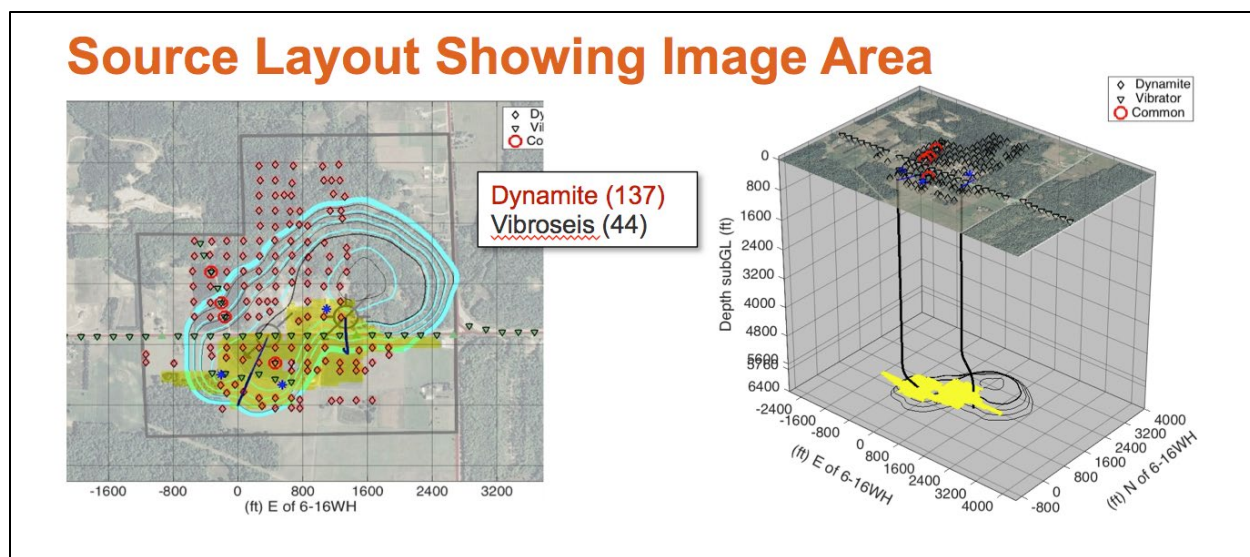 Source Layout Showing Image Area
Dy
Vi
Co
Dynamite (137)
Vibroseis (44)
-1600 -800 0 800 1600 2400 3200
(ft) E of 6-16WH
Dynamite
Vibrator
Common
Depth subGL (ft)
0
800
1600
2400
3200
4000
4800
5600
5760
6400
-2400
-1600
-800
0
800
1600
2400
3200
4000
(ft) E of 6-16WH
4000
3200
2400
1600
800
0
-800
(ft) N of 6-16WH